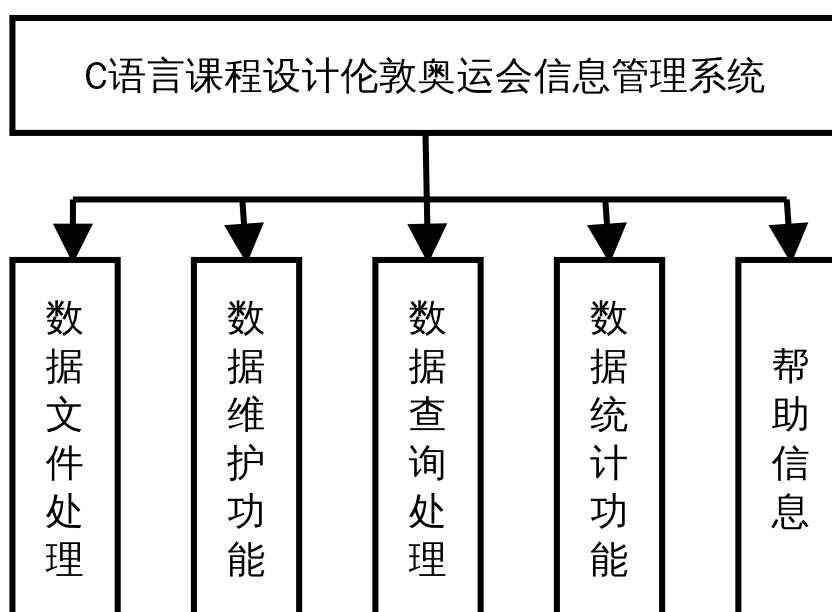 C语言课程设计伦敦奥运会信息管理系统
数据文件处理
数据维护功能
数据查询处理
数据统计功能
帮助信息